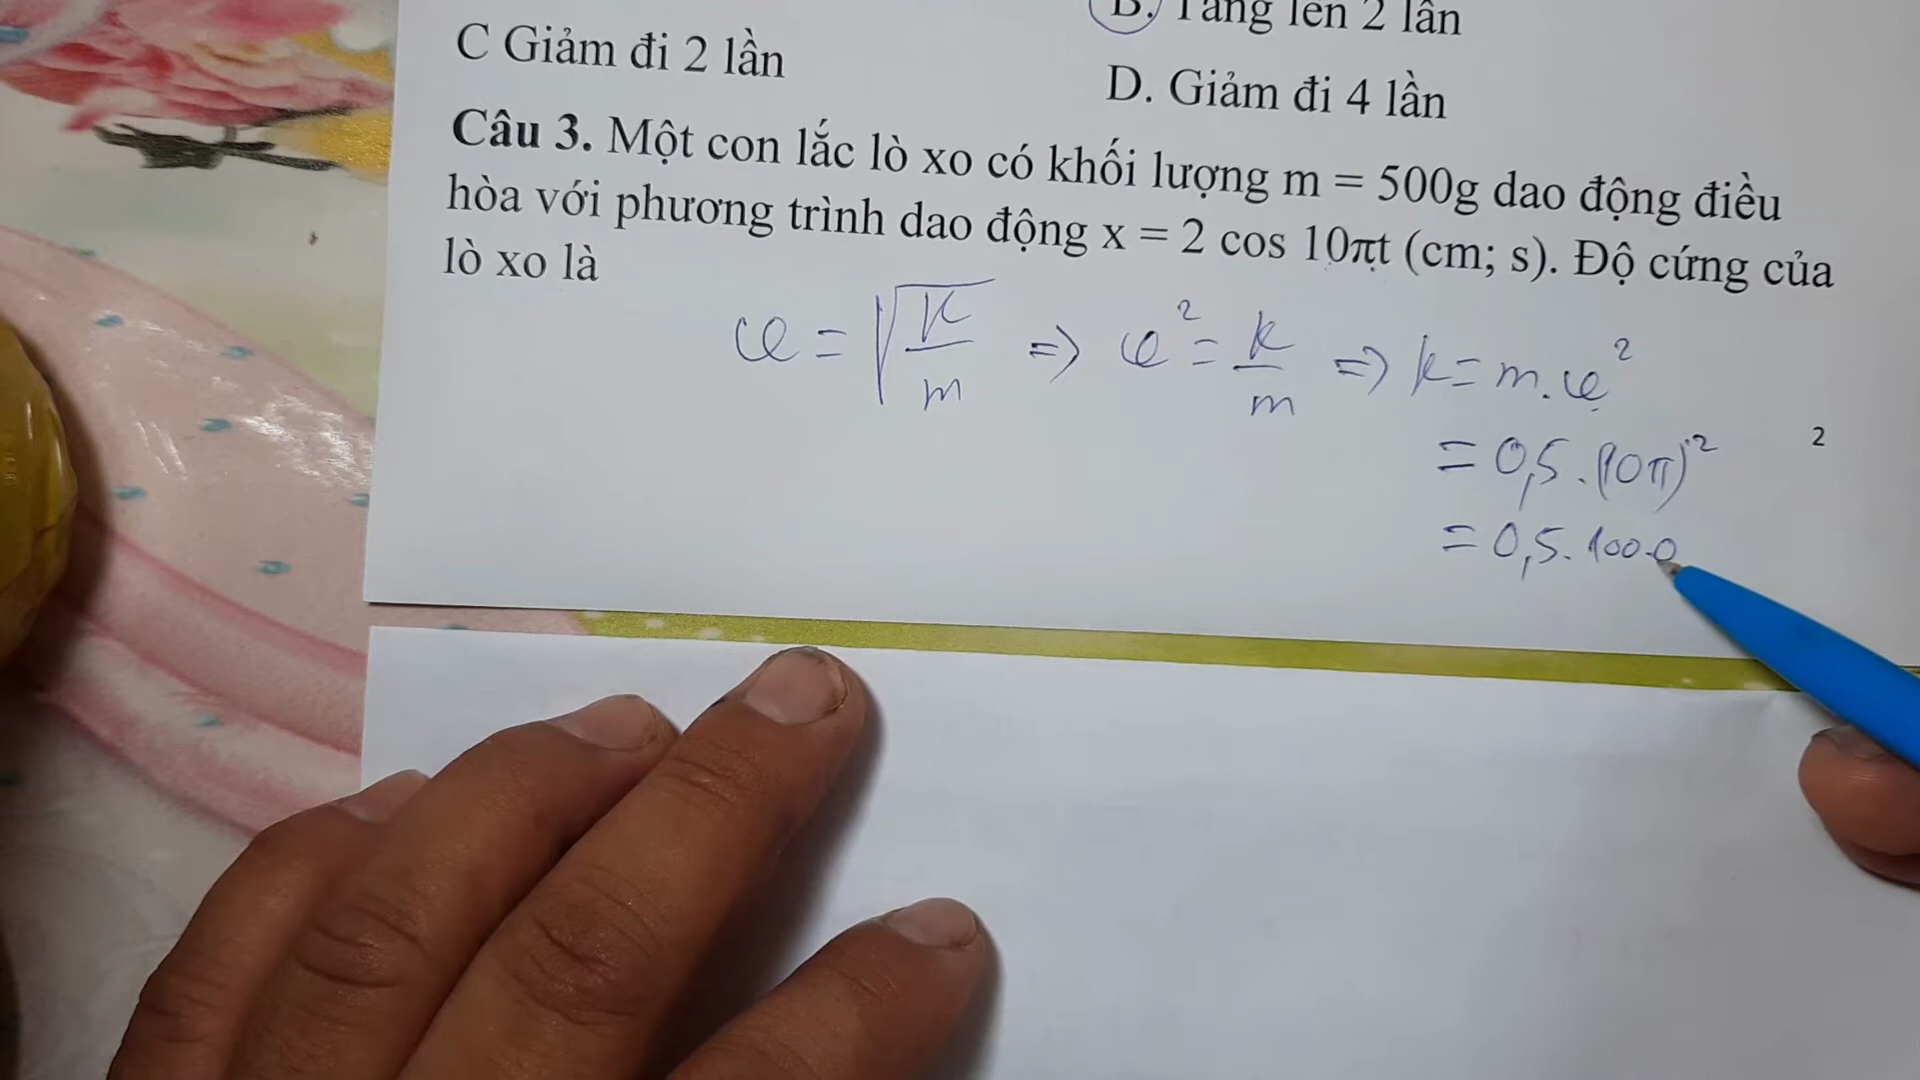 B. Tăng lên 2 lần
C Giảm đi 2 lần
D. Giảm đi 4 lần
Câu 3. Một con lắc lò xo có khối lượng m = 500g dao động điều
hòa với phương trình dao động x = 2 cos 10πt (cm; s). Độ cứng của
lò xo là
ω = √(k/m) => ω² = k/m => k = m.ω²
= 0,5.(10π)²
2
= 0,5.100.